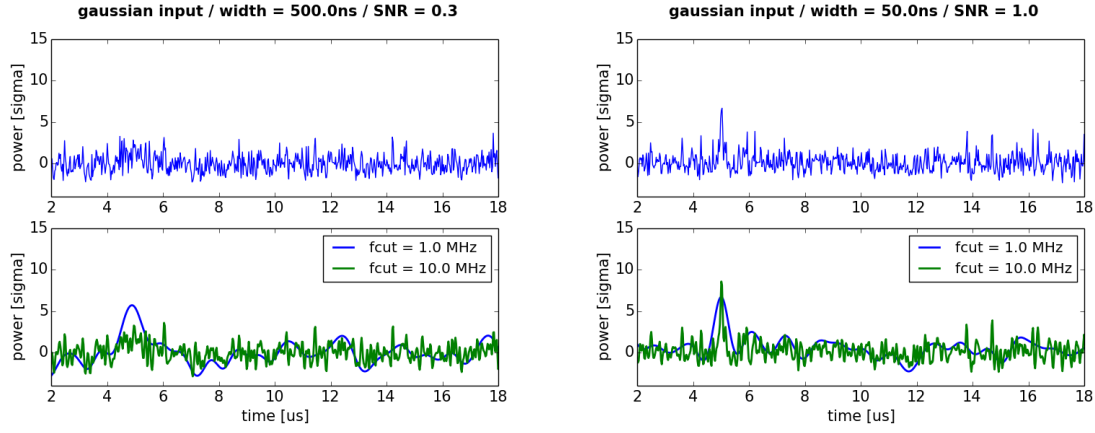 gaussian input / width = 500.0ns / SNR = 0.3
15
10
5
0
power [sigma]
2 4 6 8 10 12 14 16 18
15
10
5
0
power [sigma]
fcut = 1.0 MHz
fcut = 10.0 MHz
2 4 6 8 10 12 14 16 18
time [us]
gaussian input / width = 50.0ns / SNR = 1.0
15
10
5
0
power [sigma]
2 4 6 8 10 12 14 16 18
15
10
5
0
power [sigma]
fcut = 1.0 MHz
fcut = 10.0 MHz
2 4 6 8 10 12 14 16 18
time [us]